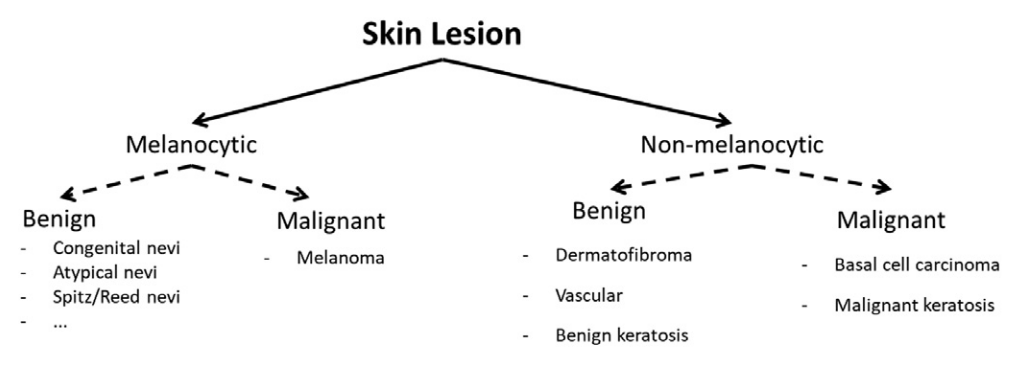 Skin Lesion
Melanocytic
Non-melanocytic
Benign
- Congenital nevi
- Atypical nevi
- Spitz/Reed nevi
- ...
Malignant
- Melanoma
Benign
- Dermatofibroma
- Vascular
- Benign keratosis
Malignant
- Basal cell carcinoma
- Malignant keratosis